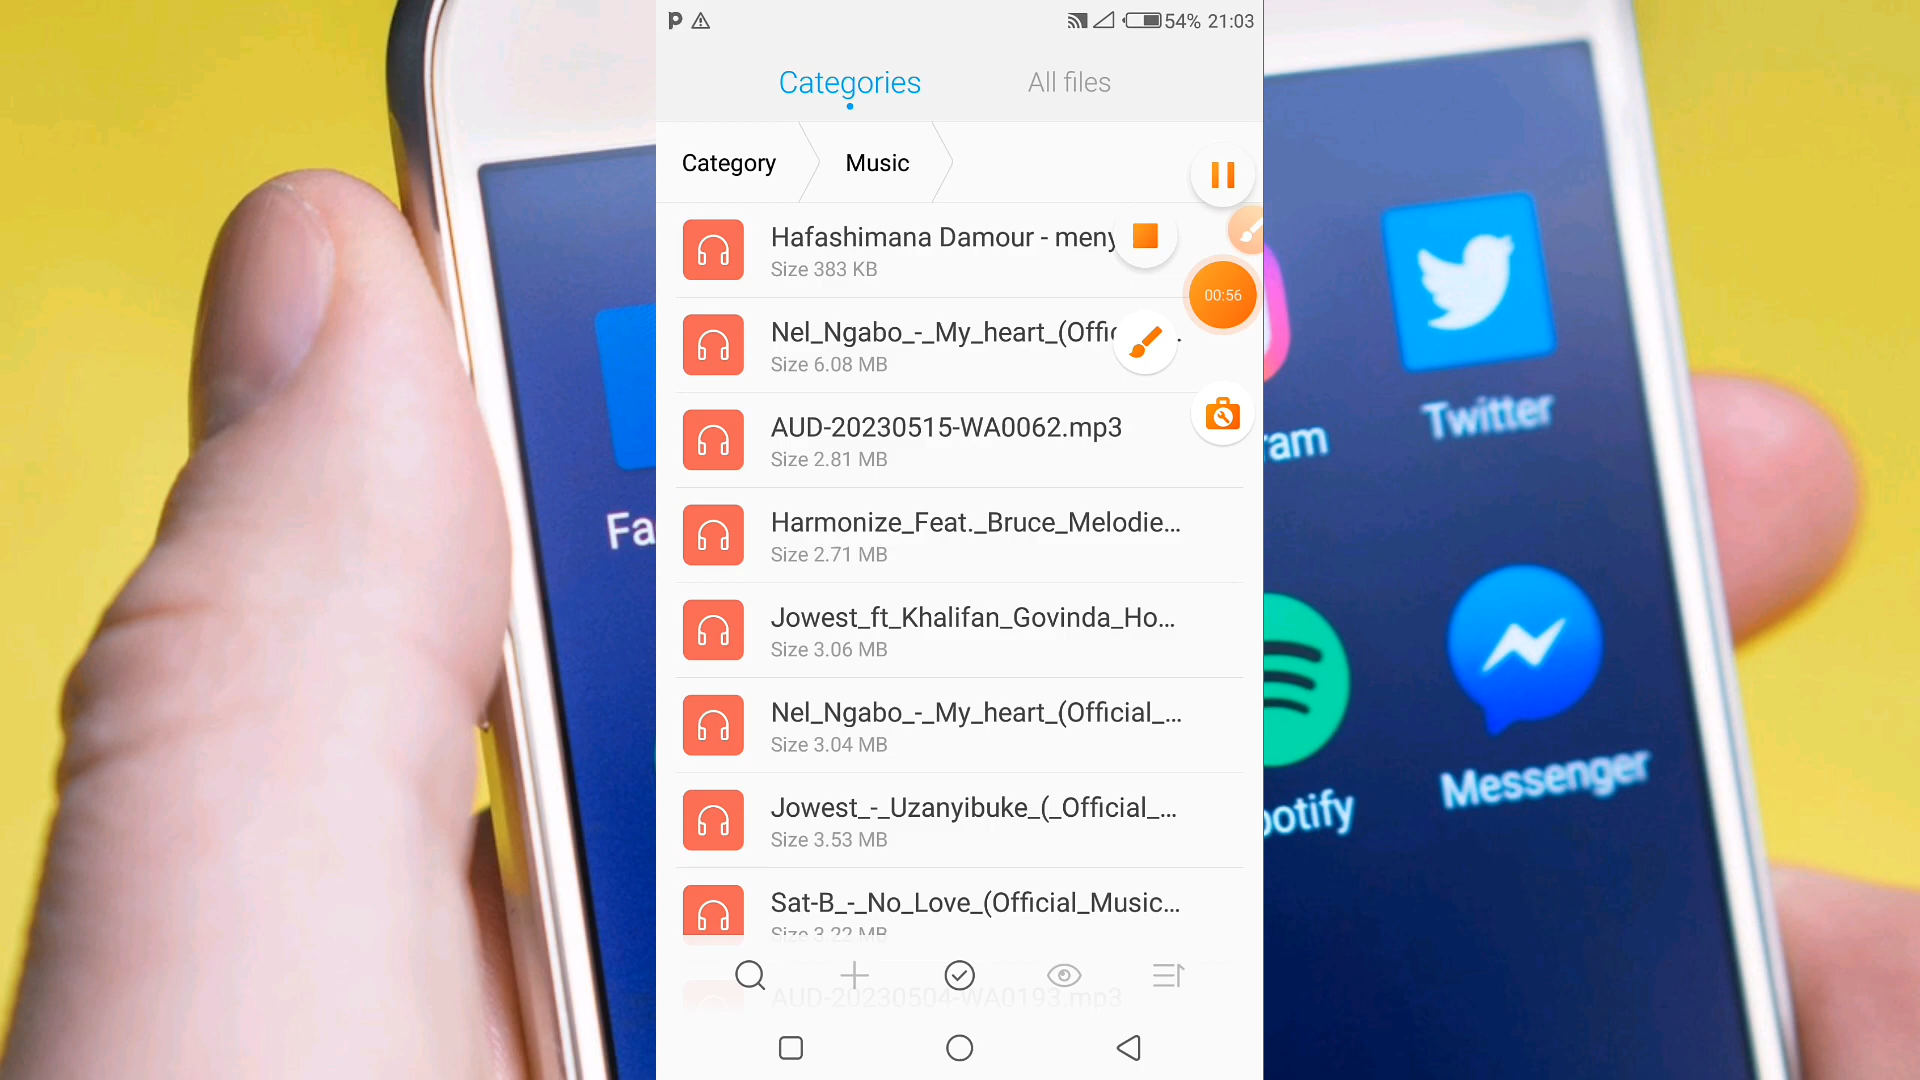 54% 21:03
Categories
All files
Category
Music
Hafashimana Damour - meny
Size 383 KB
00:56
Nel_Ngabo_-_My_heart_(Offic
Size 6.08 MB
AUD-20230515-WA0062.mp3
Size 2.81 MB
Harmonize_Feat._Bruce_Melodie...
Size 2.71 MB
Jowest_ft_Khalifan_Govinda_Ho...
Size 3.06 MB
Nel_Ngabo_-_My_heart_(Official_...
Size 3.04 MB
Jowest_-_Uzanyibuke_(_Official_...
Size 3.53 MB
Sat-B_-_No_Love_(Official_Music...
Size 3.22 MB
AUD-20230504-WA0193.mp3
Fa
ram
Twitter
potify
Messenger